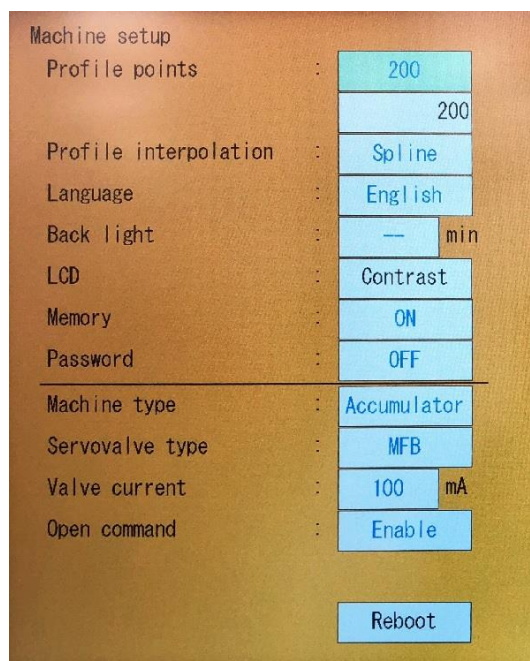 Machine setup
Profile points : 200
200
Profile interpolation : Spline
Language : English
Back light : -- min
LCD : Contrast
Memory : ON
Password : OFF
Machine type : Accumulator
Servovalve type : MFB
Valve current : 100 mA
Open command : Enable
Reboot